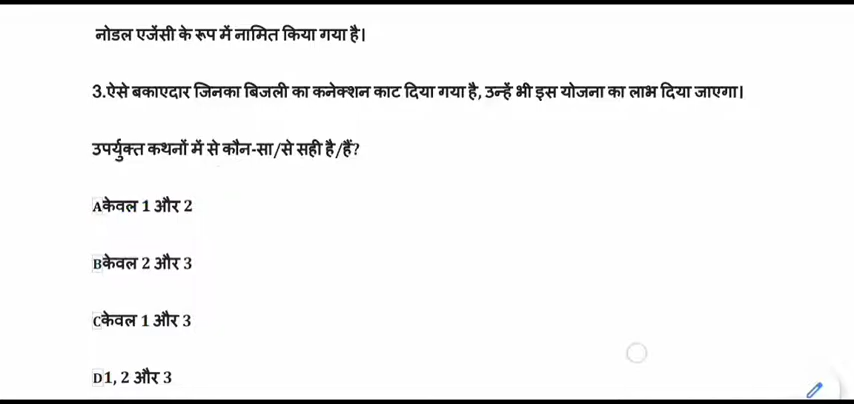 नोडल एजेंसी के रूप में नामित किया गया है।
3.ऐसे बकाएदार जिनका बिजली का कनेक्शन काट दिया गया है, उन्हें भी इस योजना का लाभ दिया जाएगा।
उपर्युक्त कथनों में से कौन-सा/से सही है/हैं?
Aकेवल 1 और 2
Bकेवल 2 और 3
Cकेवल 1 और 3
D1, 2 और 3